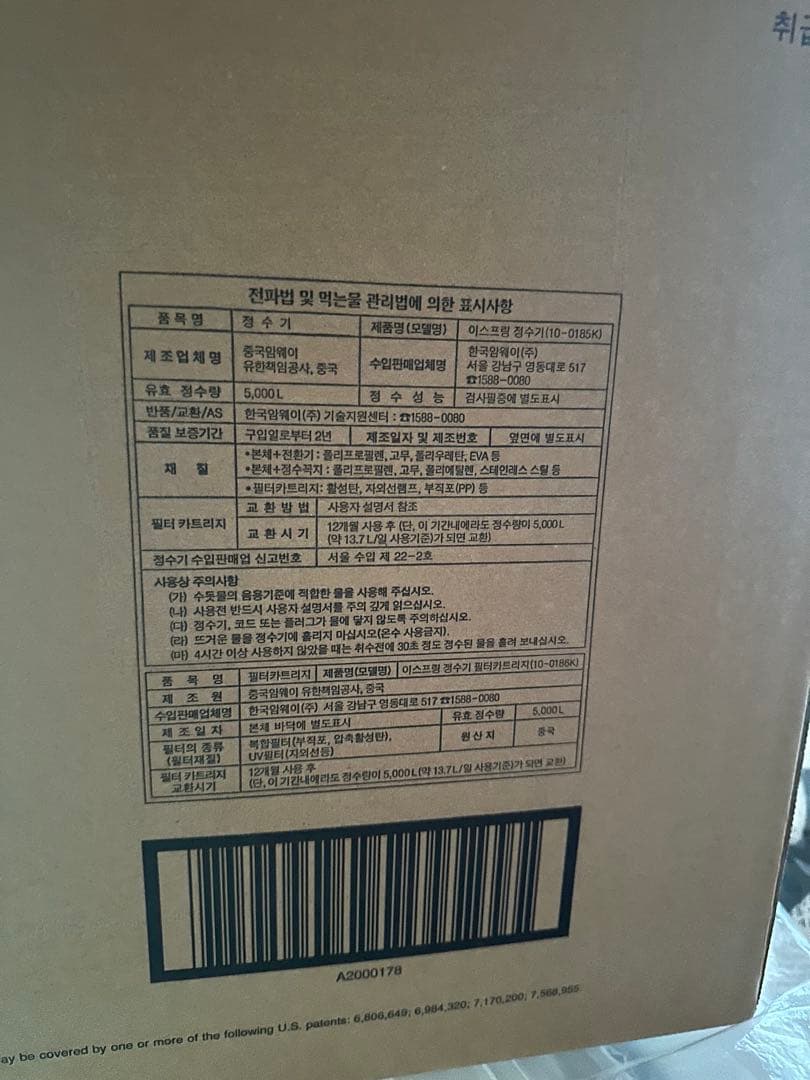 취급
전파법 및 먹는물 관리법에 의한 표시사항
품목명 정수기 제품명(모델명) 이스프링 정수기(10-0185K)
제조업체명 중국암웨이 유한책임공사, 중국 수입판매업체명 한국암웨이(주) 서울 강남구 영동대로 517 ☎1588-0080
유효 정수량 5,000L 정수성능 검사필증에 별도표시
반품/교환/AS 한국암웨이(주) 기술지원센터 : ☎1588-0080
품질 보증기간 구입일로부터 2년 제조일자 및 제조번호 옆면에 별도표시
재질 •본체+전환기: 폴리프로필렌, 고무, 폴리우레탄, EVA 등
•본체+정수꼭지: 폴리프로필렌, 고무, 폴리에틸렌, 스테인레스 스틸 등
•필터카트리지: 활성탄, 자외선램프, 부직포(PP) 등
필터 카트리지 교환방법 사용자 설명서 참조
교환시기 12개월 사용 후 (단, 이 기간내에라도 정수량이 5,000L
(약 13.7L/일 사용기준)가 되면 교환)
정수기 수입판매업 신고번호 서울 수입 제 22-2호
사용상 주의사항
(가) 수돗물의 음용기준에 적합한 물을 사용해 주십시오.
(나) 사용전 반드시 사용자 설명서를 주의 깊게 읽으십시오.
(다) 정수기, 코드 또는 플러그가 물에 닿지 않도록 주의하십시오.
(라) 뜨거운 물을 정수기에 흘리지 마십시오(온수 사용금지).
(마) 4시간 이상 사용하지 않았을 때는 취수전에 30초 정도 정수된 물을 흘려 보내십시오.
품목명 필터카트리지 제품명(모델명) 이스프링 정수기 필터카트리지(10-0186K)
제조원 중국암웨이 유한책임공사, 중국
수입판매업체명 한국암웨이(주) 서울 강남구 영동대로 517 ☎1588-0080
제조일자 본체 바닥에 별도표시 유효 정수량 5,000L
필터의 종류 (필터재질) 복합필터(부직포, 압축활성탄), UV필터(자외선등) 원산지 중국
필터 카트리지 교환시기 12개월 사용 후
(단, 이 기간내에라도 정수량이 5,000L(약 13.7L/일 사용기준)가 되면 교환)
A2000178
ay be covered by one or more of the following U.S. patents: 6,806,649; 6,984,320; 7,170,200; 7,568,955